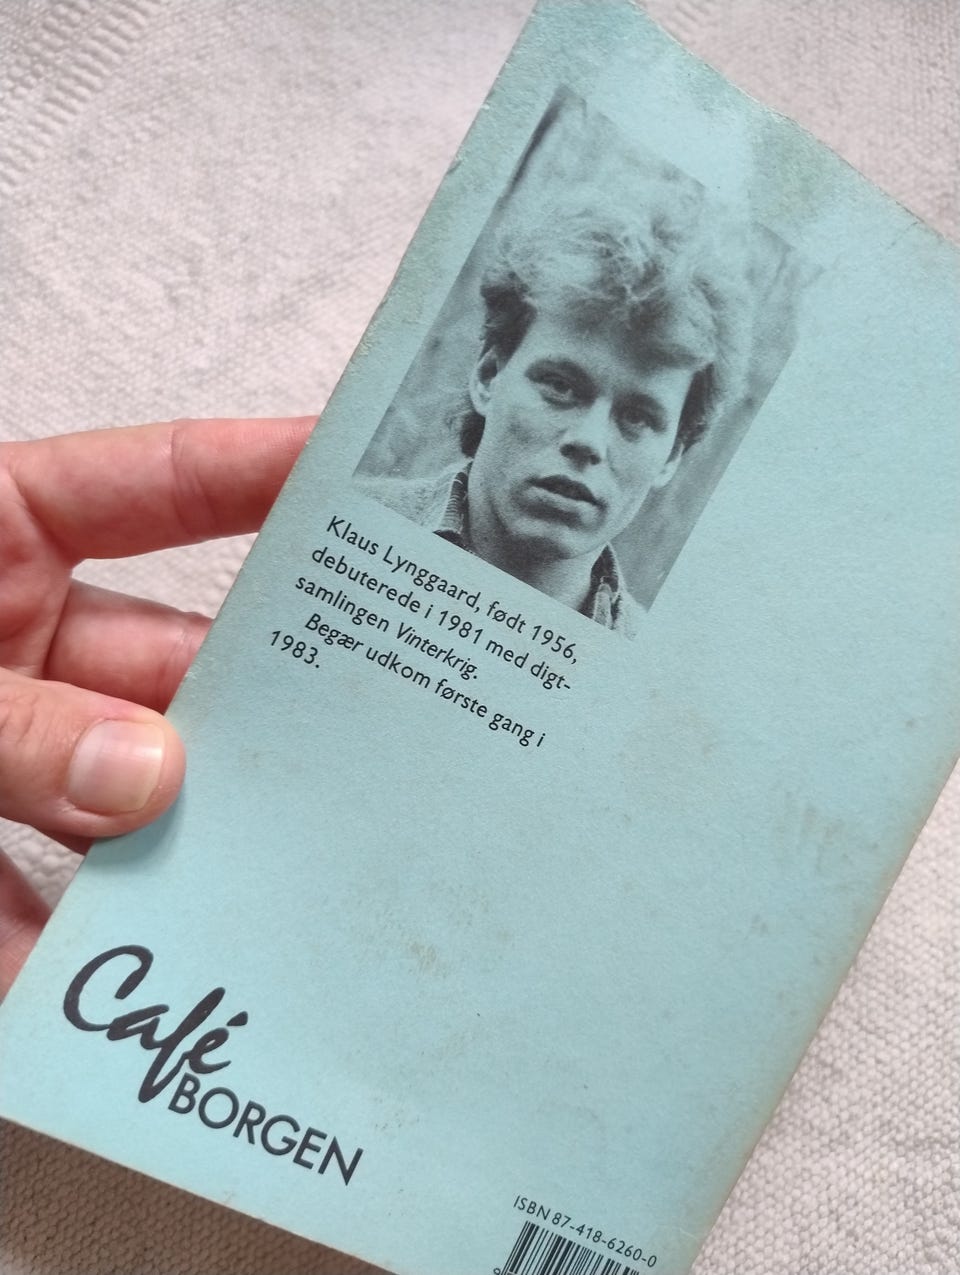 Klaus Lynggaard, født 1956,
debuterede i 1981 med digt-
samlingen Vinterkrig.
Begær udkom første gang i
1983.
Café
BORGEN
ISBN 87-418-6260-0
9